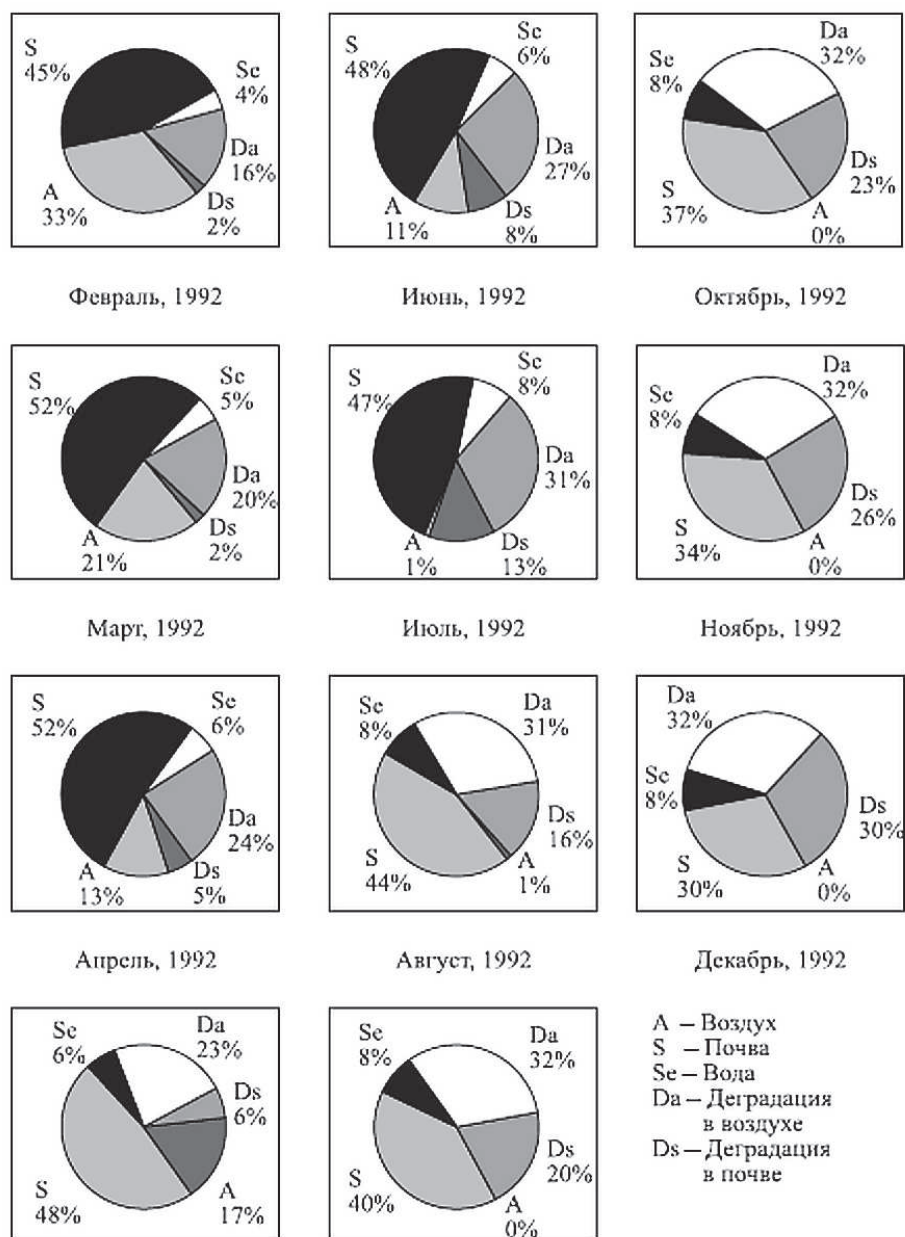 S
45%
Se
4%
Da
16%
Ds
2%
A
33%
Февраль, 1992
S
48%
Se
6%
Da
27%
Ds
8%
A
11%
Июнь, 1992
Da
32%
Se
8%
Ds
23%
S
37%
A
0%
Октябрь, 1992
S
52%
Se
5%
Da
20%
Ds
2%
A
21%
Март, 1992
S
47%
Se
8%
Da
31%
Ds
13%
A
1%
Июль, 1992
Da
32%
Se
8%
Ds
26%
S
34%
A
0%
Ноябрь, 1992
S
52%
Se
6%
Da
24%
Ds
5%
A
13%
Апрель, 1992
Se
8%
Da
31%
Ds
16%
S
44%
A
1%
Август, 1992
Da
32%
Se
8%
Ds
30%
S
30%
A
0%
Декабрь, 1992
Se
6%
Da
23%
Ds
6%
S
48%
A
17%
Se
8%
Da
32%
Ds
20%
S
40%
A
0%
A – Воздух
S – Почва
Se – Вода
Da – Деградация
в воздухе
Ds – Деградация
в почве